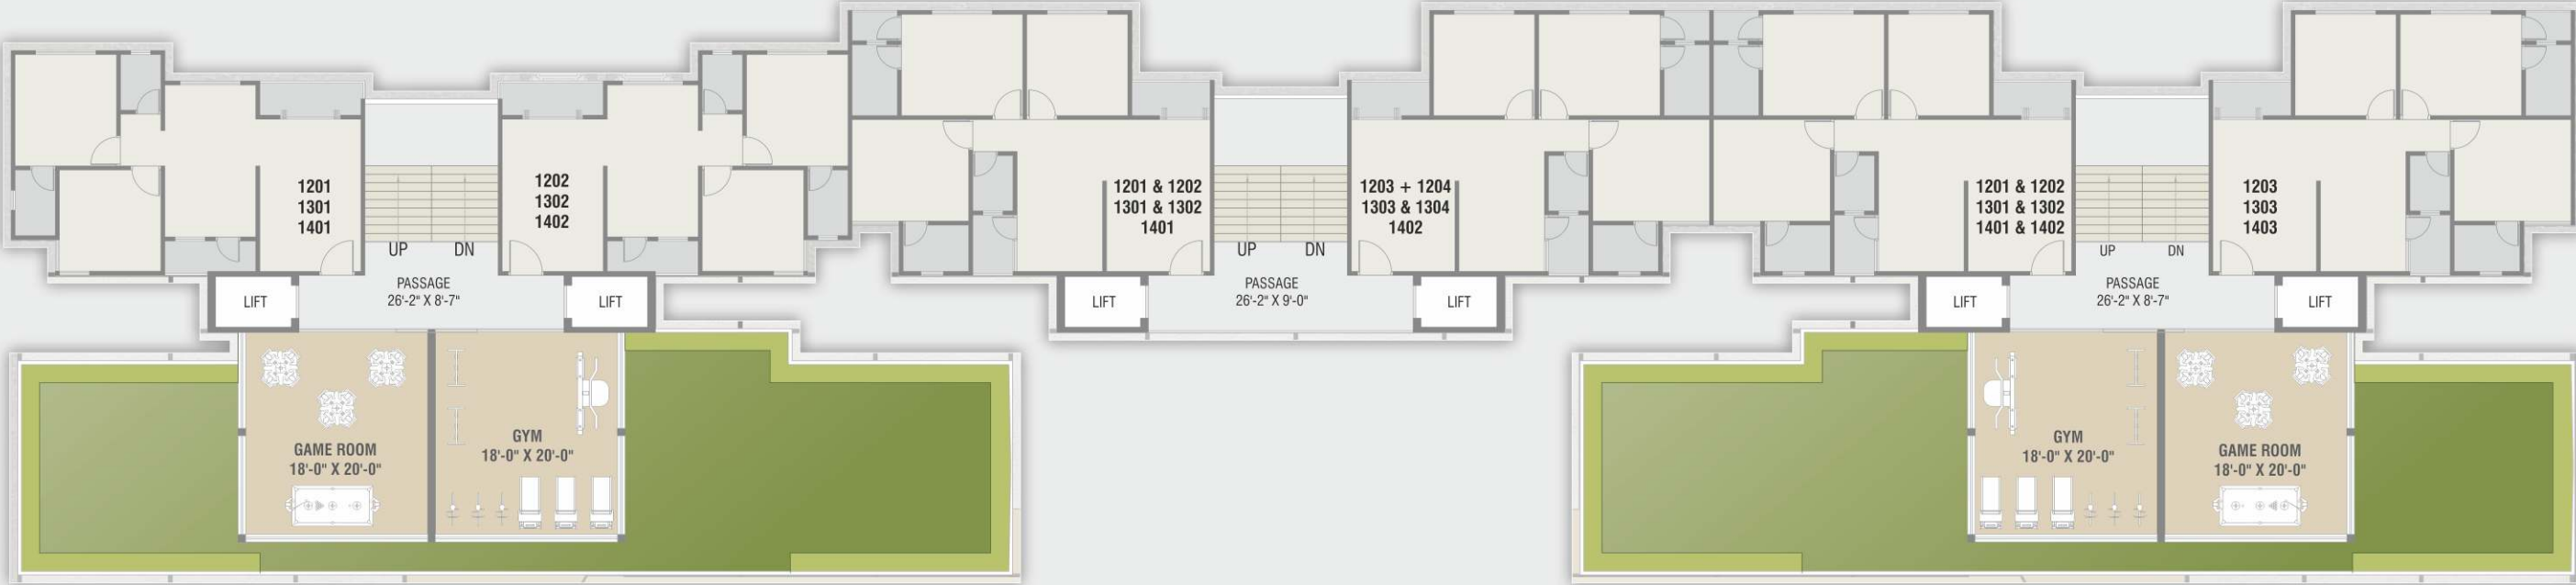 1201
1301
1401
1202
1302
1402
UP
DN
PASSAGE
26'-2" X 8'-7"
LIFT
LIFT
GAME ROOM
18'-0" X 20'-0"
GYM
18'-0" X 20'-0"
1201 & 1202
1301 & 1302
1401
1203 + 1204
1303 & 1304
1402
UP
DN
PASSAGE
26'-2" X 9'-0"
LIFT
LIFT
1201 & 1202
1301 & 1302
1401 & 1402
1203
1303
1403
UP
DN
PASSAGE
26'-2" X 8'-7"
LIFT
LIFT
GYM
18'-0" X 20'-0"
GAME ROOM
18'-0" X 20'-0"